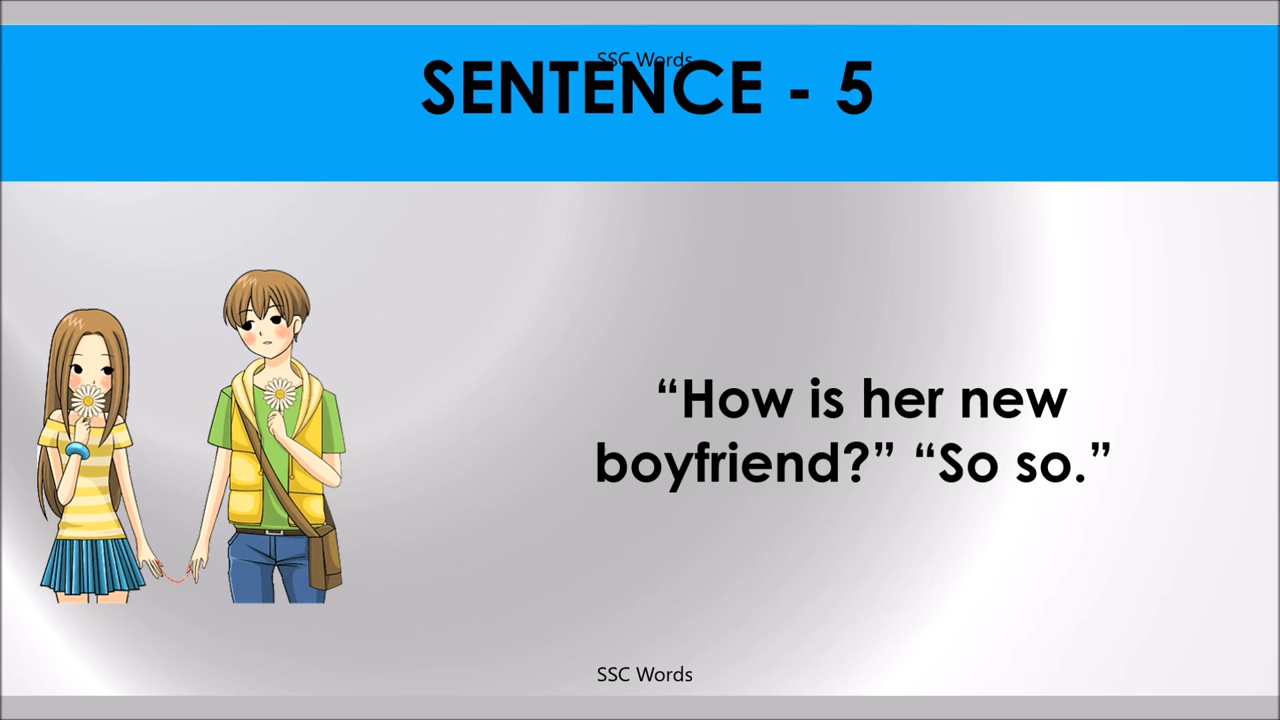 SSC Words
SENTENCE - 5
“How is her new
boyfriend?” “So so.”
SSC Words